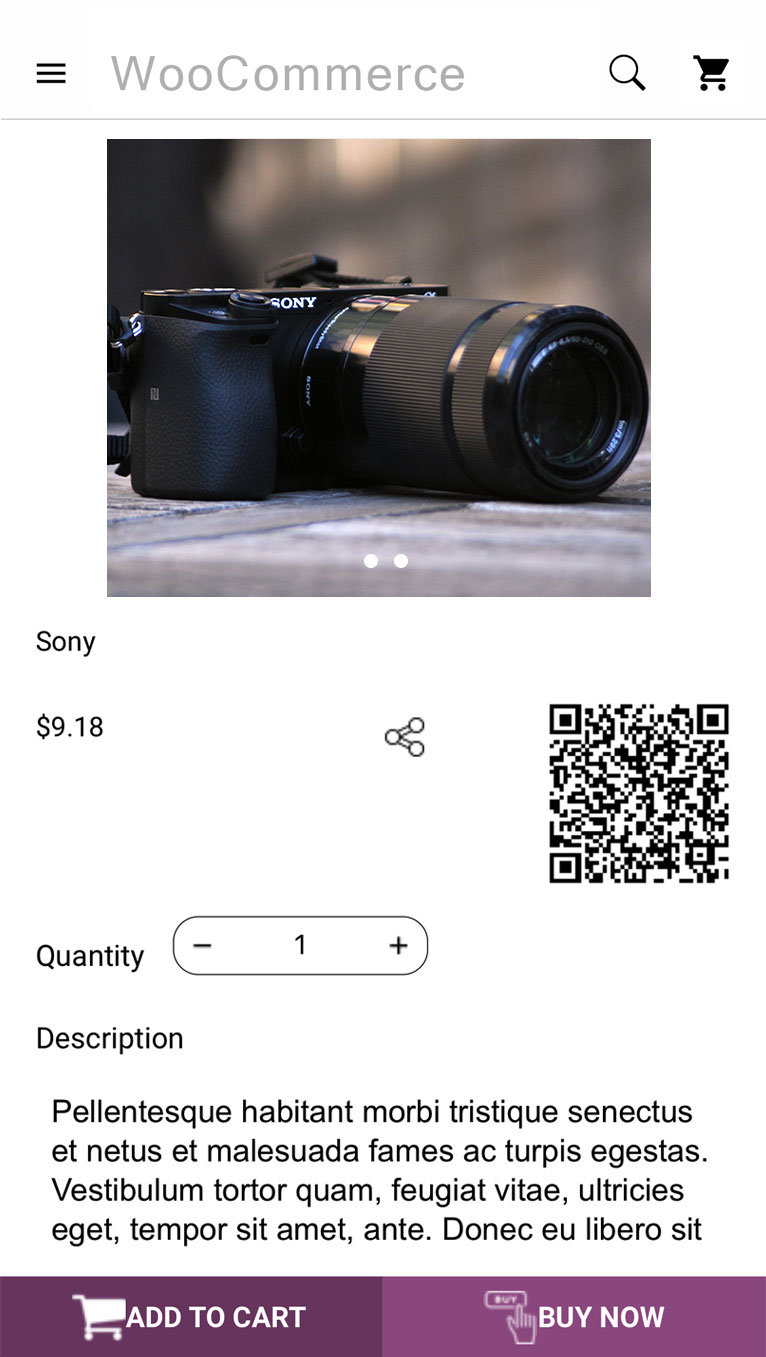 WooCommerce
SONY
SONY
Sony
$9.18
Quantity
1
Description
Pellentesque habitant morbi tristique senectus
et netus et malesuada fames ac turpis egestas.
Vestibulum tortor quam, feugiat vitae, ultricies
eget, tempor sit amet, ante. Donec eu libero sit
ADD TO CART
BUY
BUY NOW